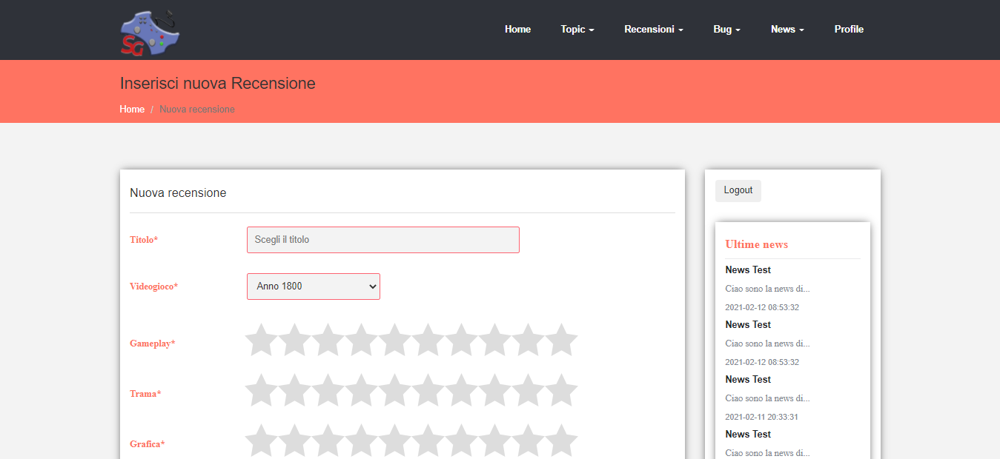 SG
Home Topic Recensioni Bug News Profile
Inserisci nuova Recensione
Home / Nuova recensione
Nuova recensione
Titolo* Scegli il titolo
Videogioco* Anno 1800
Gameplay*
Trama*
Grafica*
Logout
Ultime news
News Test
Ciao sono la news di...
2021-02-12 08:53:32
News Test
Ciao sono la news di...
2021-02-12 08:53:32
News Test
Ciao sono la news di...
2021-02-11 20:33:31
News Test
Ciao sono la news di...